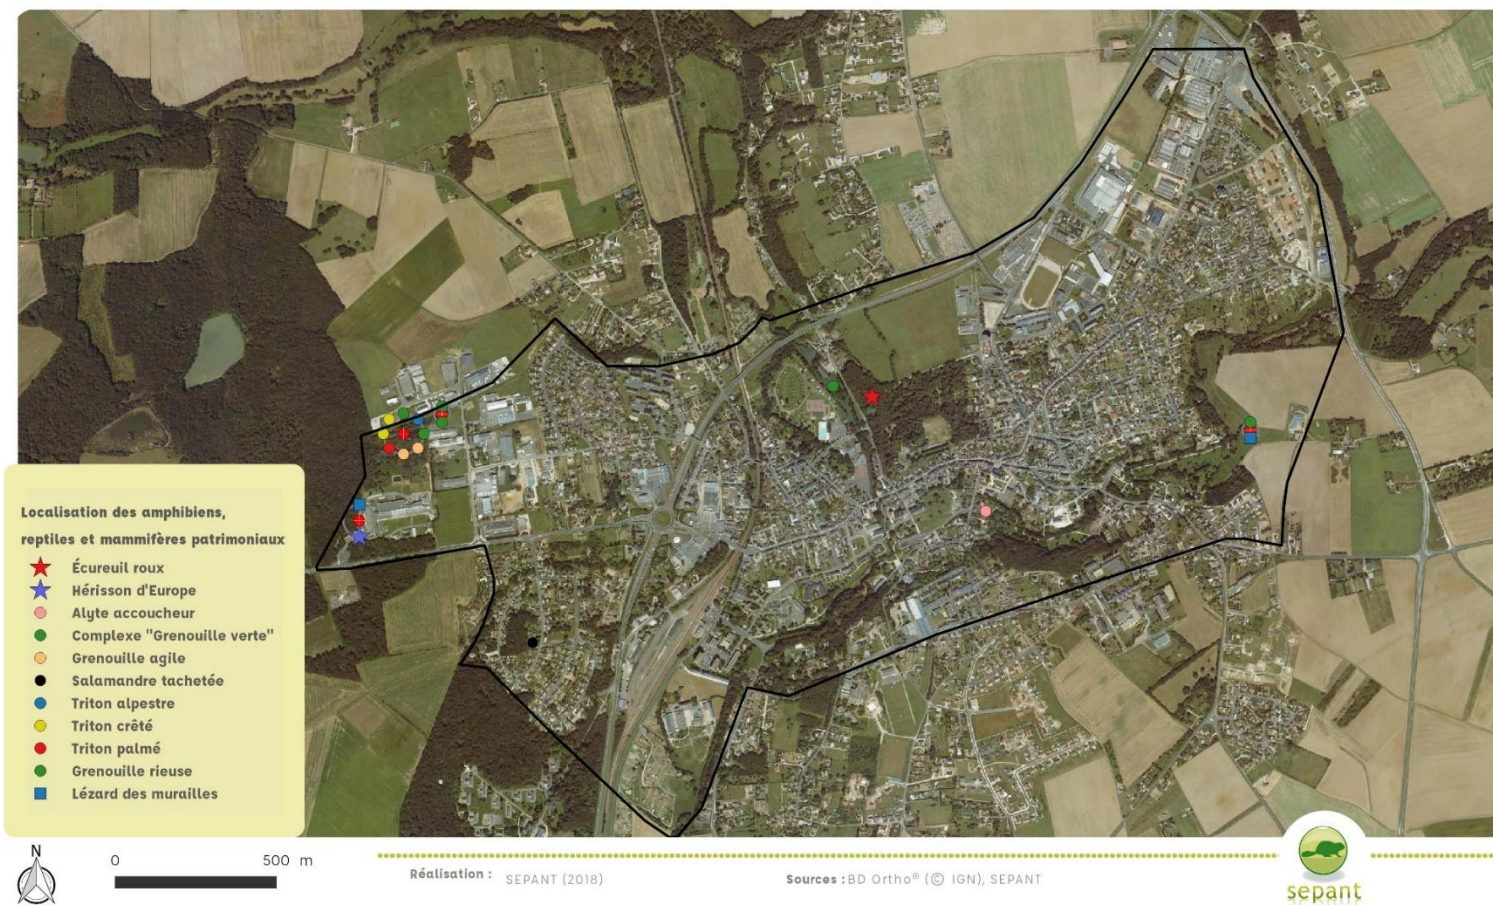 Localisation des amphibiens,
reptiles et mammifères patrimoniaux
Écureuil roux
Hérisson d'Europe
Alyte accoucheur
Complexe "Grenouille verte"
Grenouille agile
Salamandre tachetée
Triton alpestre
Triton crêté
Triton palmé
Grenouille rieuse
Lézard des murailles
N
0 500 m
Réalisation : SEPANT (2018)
Sources : BD Ortho® (© IGN), SEPANT
sepant